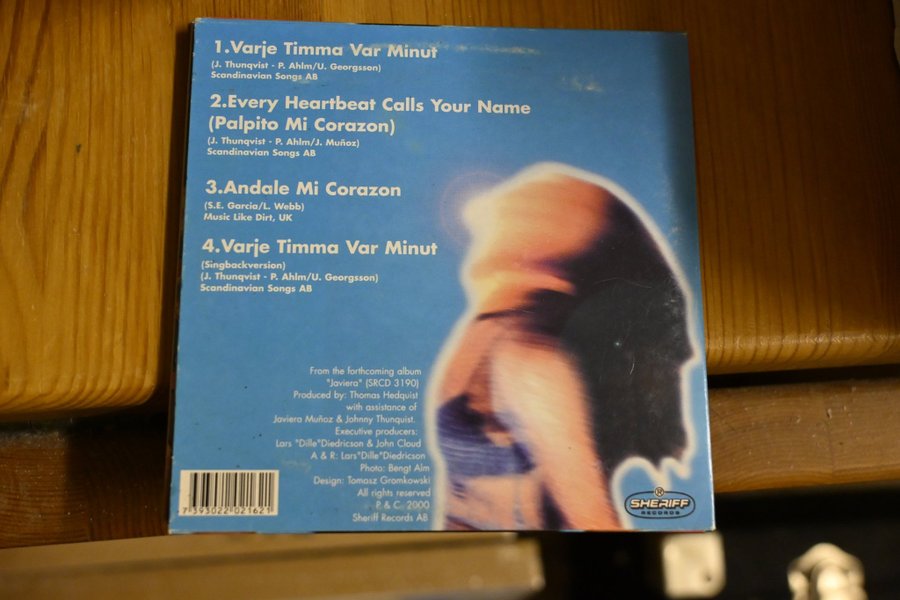 1.Varje Timma Var Minut
(J. Thunqvist - P. Ahlm/U. Georgsson)
Scandinavian Songs AB
2.Every Heartbeat Calls Your Name
(Palpito Mi Corazon)
(J. Thunqvist - P. Ahlm/J. Muñoz)
Scandinavian Songs AB
3.Andale Mi Corazon
(S.E. Garcia/L. Webb)
Music Like Dirt, UK
4.Varje Timma Var Minut
(Singbackversion)
(J. Thunqvist - P. Ahlm/U. Georgsson)
Scandinavian Songs AB
From the forthcoming album
"Javiera" (SRCD 3190)
Produced by: Thomas Hedquist
with assistance of
Javiera Muñoz & Johnny Thunquist.
Executive producers:
Lars "Dille"Diedricson & John Cloud
A & R: Lars"Dille"Diedricson
Photo: Bengt Alm
Design: Tomasz Gromkowski
All rights reserved
P. & C. 2000
Sheriff Records AB
7 393022 021621
R
SHERIFF
RECORDS